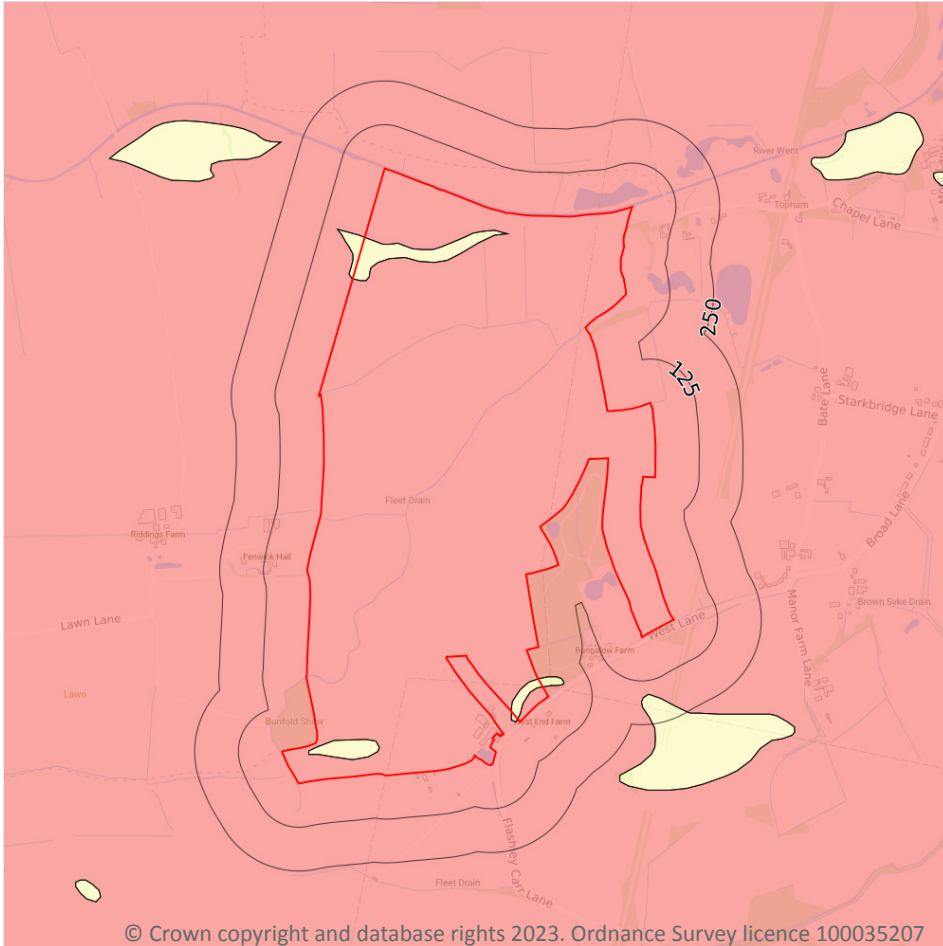 River Went
Topham
Chapel Lane
250
125
Bate Lane
Starkbridge Lane
Fleet Drain
Broad Lane
Riddings Farm
Fenwick Hall
Brown Syke Drain
Manor Farm Lane
Lawn Lane
West Lane
Bungalow Farm
Lawn
Bunfold Shaw
West End Farm
Flashley Carr Lane
Fleet Drain
© Crown copyright and database rights 2023. Ordnance Survey licence 100035207